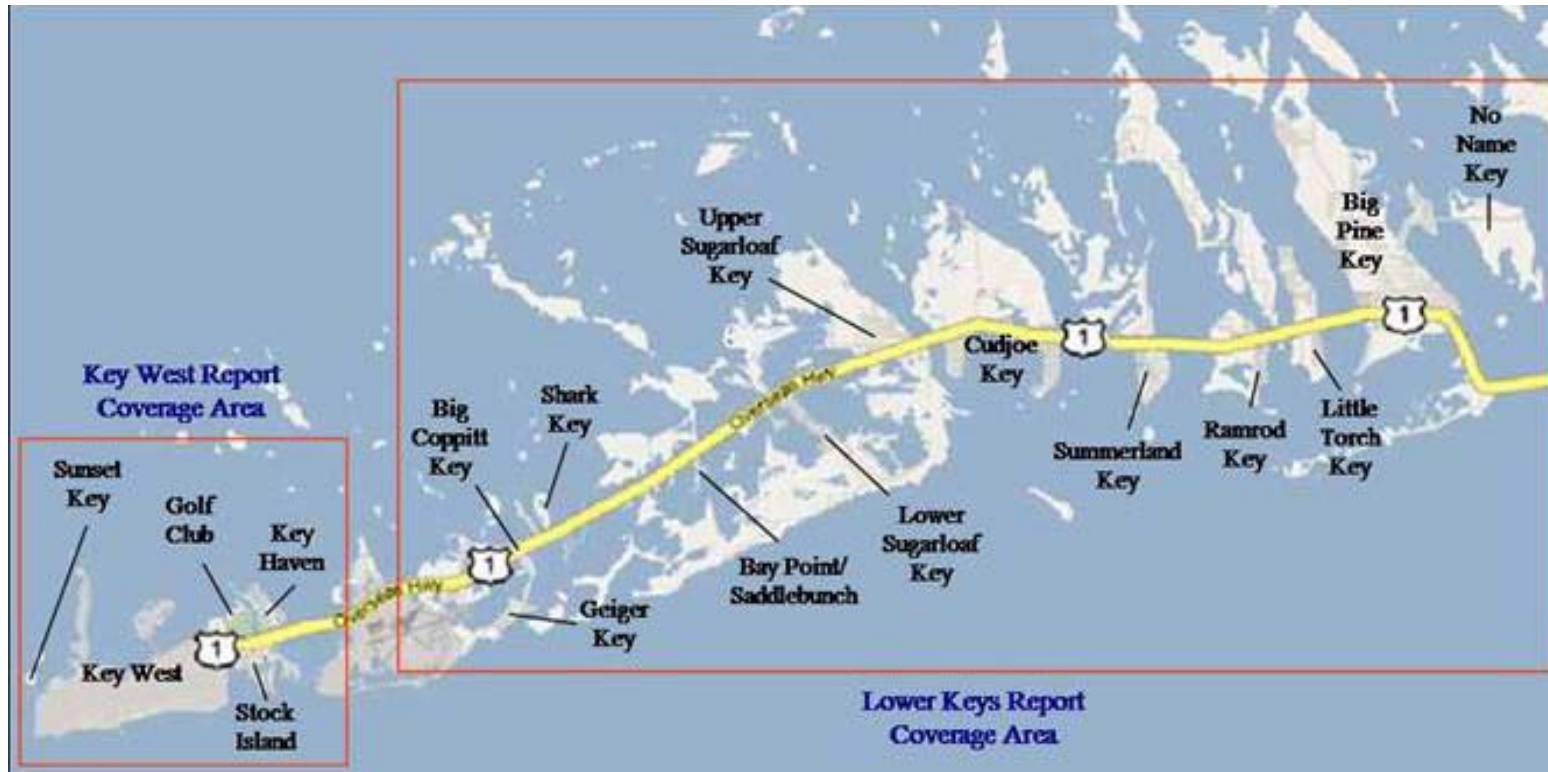 No
Name
Key
Big
Pine
Key
Upper
Sugarloaf
Key
1
1
Cudjoe
Key
Overseas Hwy
Key West Report
Coverage Area
Shark
Key
Big
Coppitt
Key
Little
Torch
Key
Ramrod
Key
Summerland
Key
Sunset
Key
Golf
Club
Key
Haven
Lower
Sugarloaf
Key
Bay Point/
Saddlebunch
1
Overseas Hwy
Geiger
Key
1
Key West
Stock
Island
Lower Keys Report
Coverage Area